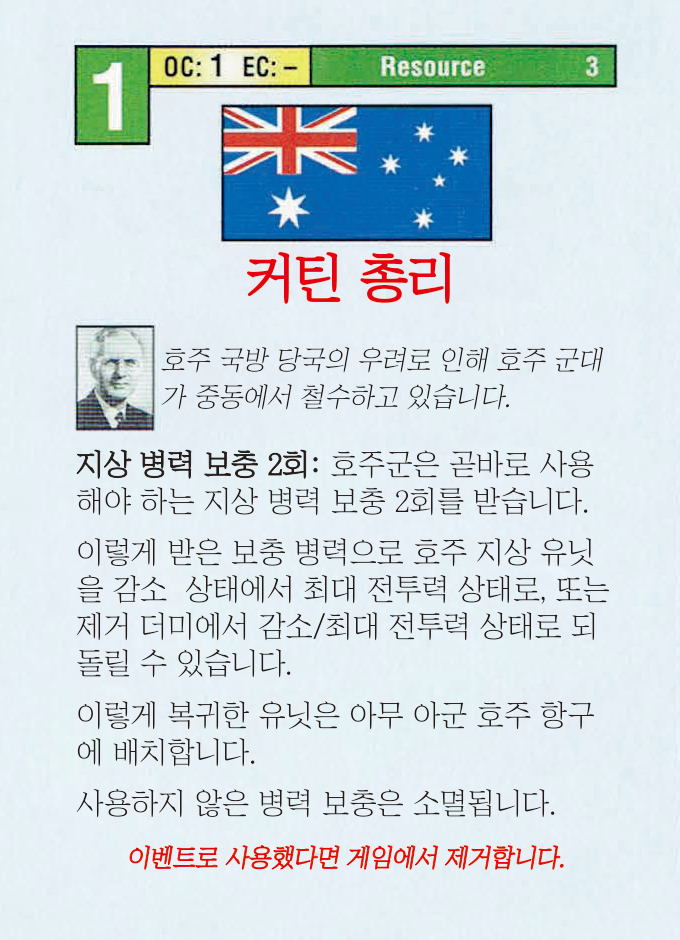 1
OC: 1 EC: –
Resource 3
커틴 총리
호주 국방 당국의 우려로 인해 호주 군대
가 중동에서 철수하고 있습니다.
지상 병력 보충 2회: 호주군은 곧바로 사용
해야 하는 지상 병력 보충 2회를 받습니다.
이렇게 받은 보충 병력으로 호주 지상 유닛
을 감소 상태에서 최대 전투력 상태로, 또는
제거 더미에서 감소/최대 전투력 상태로 되
돌릴 수 있습니다.
이렇게 복귀한 유닛은 아무 아군 호주 항구
에 배치합니다.
사용하지 않은 병력 보충은 소멸됩니다.
이벤트로 사용했다면 게임에서 제거합니다.